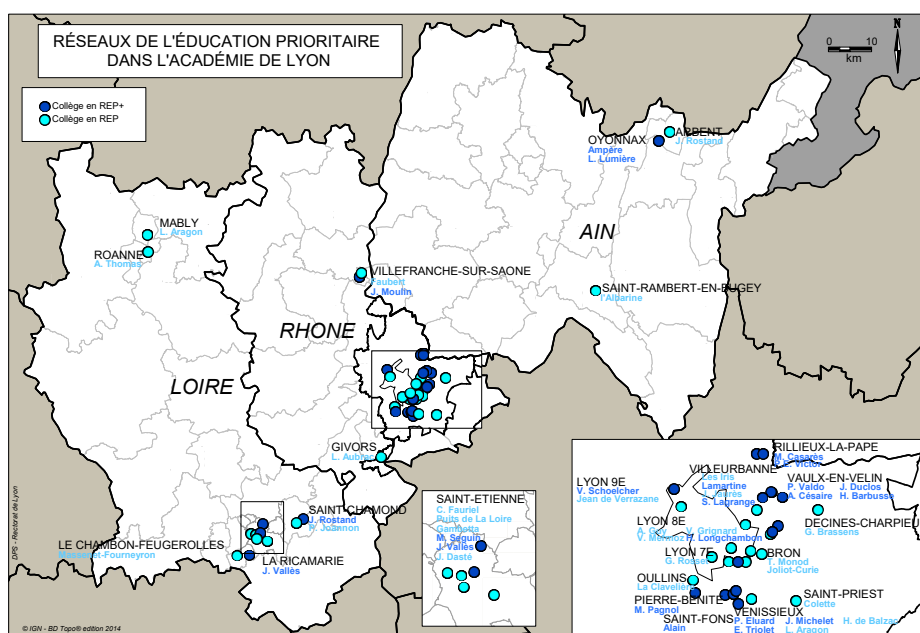 RÉSEAUX DE L'ÉDUCATION PRIORITAIRE
DANS L'ACADÉMIE DE LYON
N
0 10
km
Collège en REP+
Collège en REP
ARBENT
J. Rostand
OYONNAX
Ampère
L. Lumière
MABLY
L. Aragon
ROANNE
A. Thomas
AIN
VILLEFRANCHE-SUR-SAONE
Faubert
J. Moulin
SAINT-RAMBERT-EN-BUGEY
l'Albarine
RHONE
LOIRE
GIVORS
L. Aubrac
SAINT-CHAMOND
J. Rostand
P. Joannon
LE CHAMBON-FEUGEROLLES
Massenet-Fourneyron
LA RICAMARIE
J. Vallès
SAINT-ETIENNE
C. Fauriel
Puits de La Loire
Gambetta
M. Seguin
J. Vallès
J. Dasté
RILLIEUX-LA-PAPE
M. Casarès
P. E. Victor
VILLEURBANNE
Les Iris
Lamartine
J. Jaurès
S. Lagrange
LYON 9E
V. Schoelcher
Jean de Verrazane
VAULX-EN-VELIN
P. Valdo J. Duclos
A. Césaire H. Barbusse
DECINES-CHARPIEU
G. Brassens
LYON 8E
A. Guy V. Grignard
V. Mermoz H. Longchambon
LYON 7E
G. Rosset
BRON
T. Monod
Joliot-Curie
OULLINS
La Clavelière
SAINT-PRIEST
Colette
PIERRE-BENITE
M. Pagnol
SAINT-FONS
Alain
VENISSIEUX
P. Eluard J. Michelet H. de Balzac
E. Triolet L. Aragon
DPS - Rectorat de Lyon
© IGN - BD Topo® edition 2014